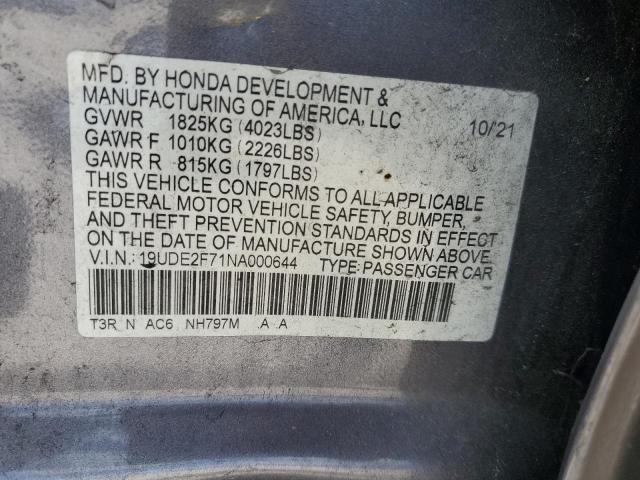 MFD. BY HONDA DEVELOPMENT &
MANUFACTURING OF AMERICA, LLC
GVWR 1825KG (4023LBS) 10/21
GAWR F 1010KG (2226LBS)
GAWR R 815KG (1797LBS)
THIS VEHICLE CONFORMS TO ALL APPLICABLE
FEDERAL MOTOR VEHICLE SAFETY, BUMPER,
AND THEFT PREVENTION STANDARDS IN EFFECT
ON THE DATE OF MANUFACTURE SHOWN ABOVE.
V.I.N.: 19UDE2F71NA000644 TYPE: PASSENGER CAR
T3R N AC6 NH797M A A